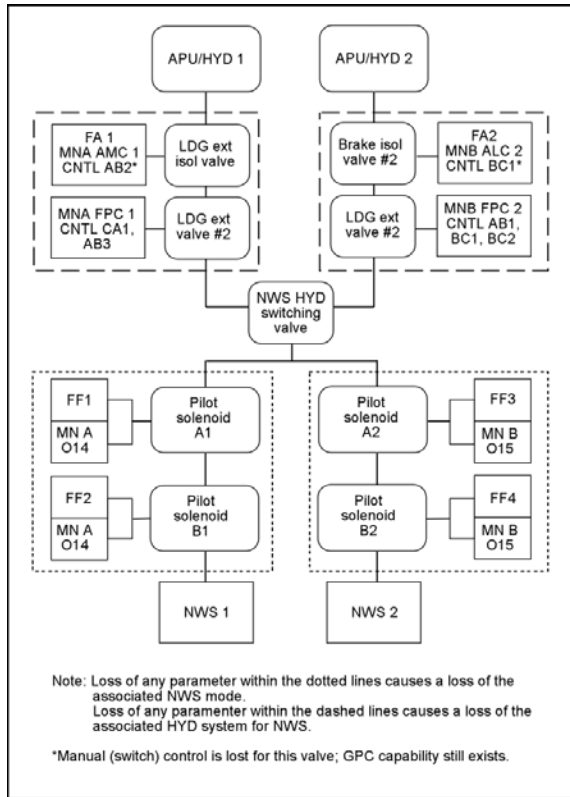 APU/HYD 1
APU/HYD 2
FA 1
MNA AMC 1
CNTL AB2*
LDG ext
isol valve
Brake isol
valve #2
FA2
MNB ALC 2
CNTL BC1*
MNA FPC 1
CNTL CA1,
AB3
LDG ext
valve #2
LDG ext
valve #2
MNB FPC 2
CNTL AB1,
BC1, BC2
NWS HYD
switching
valve
FF1
MN A
O14
Pilot
solenoid
A1
Pilot
solenoid
A2
FF3
MN B
O15
FF2
MN A
O14
Pilot
solenoid
B1
Pilot
solenoid
B2
FF4
MN B
O15
NWS 1
NWS 2
Note: Loss of any parameter within the dotted lines causes a loss of the
associated NWS mode.
Loss of any paramenter within the dashed lines causes a loss of the
associated HYD system for NWS.
*Manual (switch) control is lost for this valve; GPC capability still exists.